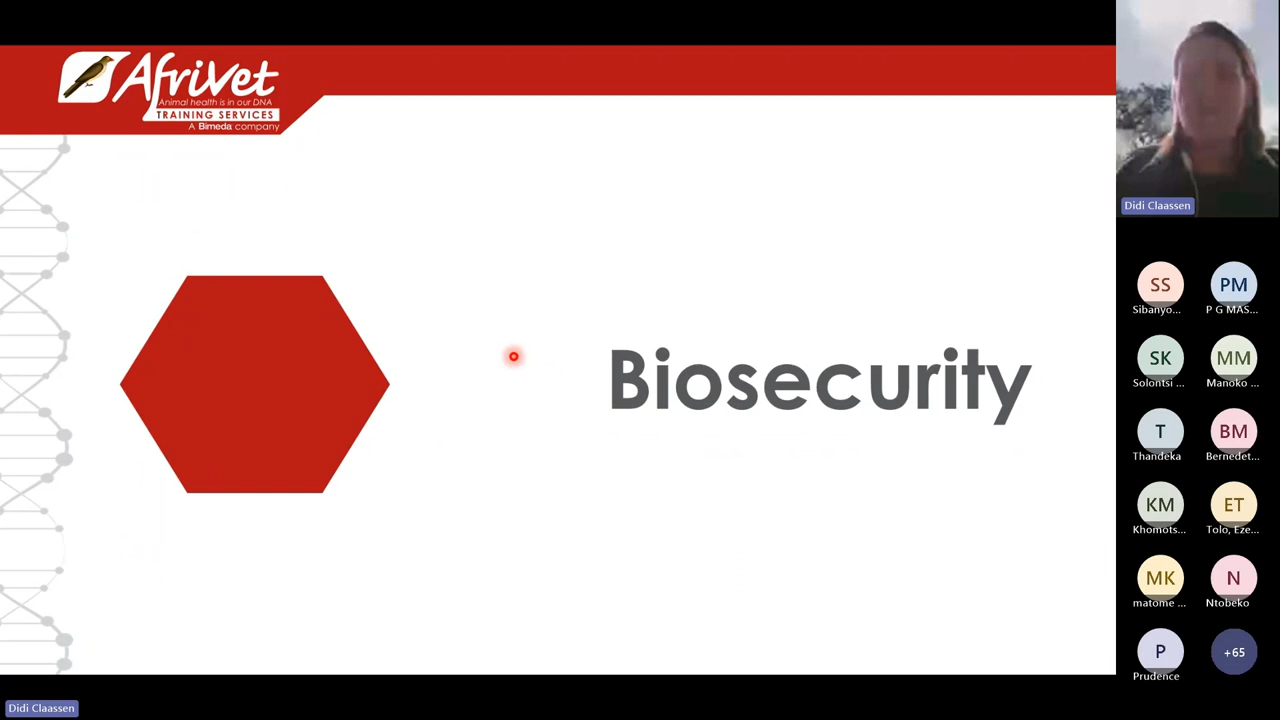 AfriVet
Animal health is in our DNA
TRAINING SERVICES
A Bimeda company
Biosecurity
Didi Claassen
SS
PM
Sibanyo...
P G MAS...
SK
MM
Solontsi ...
Manoko ...
T
BM
Thandeka
Bernedet...
KM
ET
Khomots...
Tolo, Eze...
MK
N
matome ...
Ntobeko
P
+65
Prudence
Didi Claassen